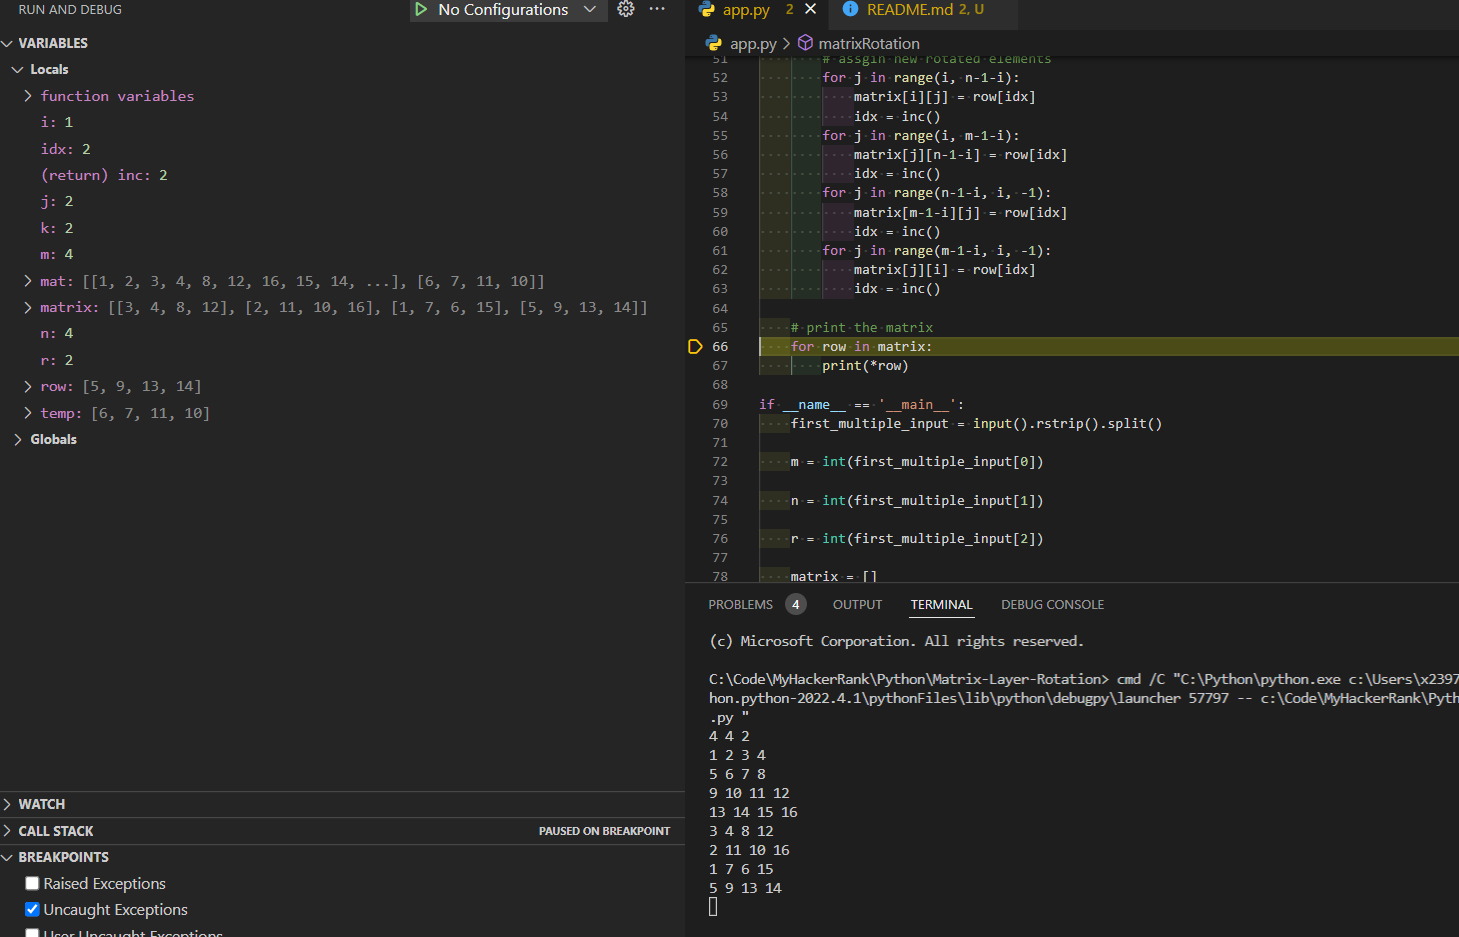 RUN AND DEBUG
No Configurations
VARIABLES
Locals
function variables
i: 1
idx: 2
(return) inc: 2
j: 2
k: 2
m: 4
mat: [[1, 2, 3, 4, 8, 12, 16, 15, 14, ...], [6, 7, 11, 10]]
matrix: [[3, 4, 8, 12], [2, 11, 10, 16], [1, 7, 6, 15], [5, 9, 13, 14]]
n: 4
r: 2
row: [5, 9, 13, 14]
temp: [6, 7, 11, 10]
Globals
WATCH
CALL STACK PAUSED ON BREAKPOINT
BREAKPOINTS
Raised Exceptions
Uncaught Exceptions
User Uncaught Exceptions
app.py 2 README.md 2, U
app.py > matrixRotation
51 # assgin new rotated elements
52 for j in range(i, n-1-i):
53 matrix[i][j] = row[idx]
54 idx = inc()
55 for j in range(i, m-1-i):
56 matrix[j][n-1-i] = row[idx]
57 idx = inc()
58 for j in range(n-1-i, i, -1):
59 matrix[m-1-i][j] = row[idx]
60 idx = inc()
61 for j in range(m-1-i, i, -1):
62 matrix[j][i] = row[idx]
63 idx = inc()
64
65 # print the matrix
66 for row in matrix:
67 print(*row)
68
69 if __name__ == '__main__':
70 first_multiple_input = input().rstrip().split()
71
72 m = int(first_multiple_input[0])
73
74 n = int(first_multiple_input[1])
75
76 r = int(first_multiple_input[2])
77
78 matrix = []
PROBLEMS 4 OUTPUT TERMINAL DEBUG CONSOLE
(c) Microsoft Corporation. All rights reserved.
C:\Code\MyHackerRank\Python\Matrix-Layer-Rotation> cmd /C "C:\Python\python.exe c:\Users\x2397
hon.python-2022.4.1\pythonFiles\lib\python\debugpy\launcher 57797 -- c:\Code\MyHackerRank\Pyth
.py "
4 4 2
1 2 3 4
5 6 7 8
9 10 11 12
13 14 15 16
3 4 8 12
2 11 10 16
1 7 6 15
5 9 13 14